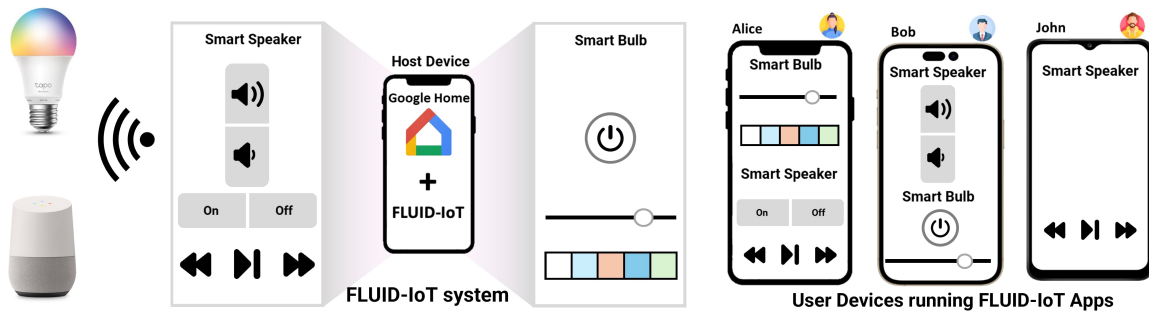 tapo
Smart Speaker
On
Off
Host Device
Google Home
+
FLUID-IoT
FLUID-IoT system
Smart Bulb
Alice
Smart Bulb
Smart Speaker
On
Off
Bob
Smart Speaker
Smart Bulb
John
Smart Speaker
User Devices running FLUID-IoT Apps